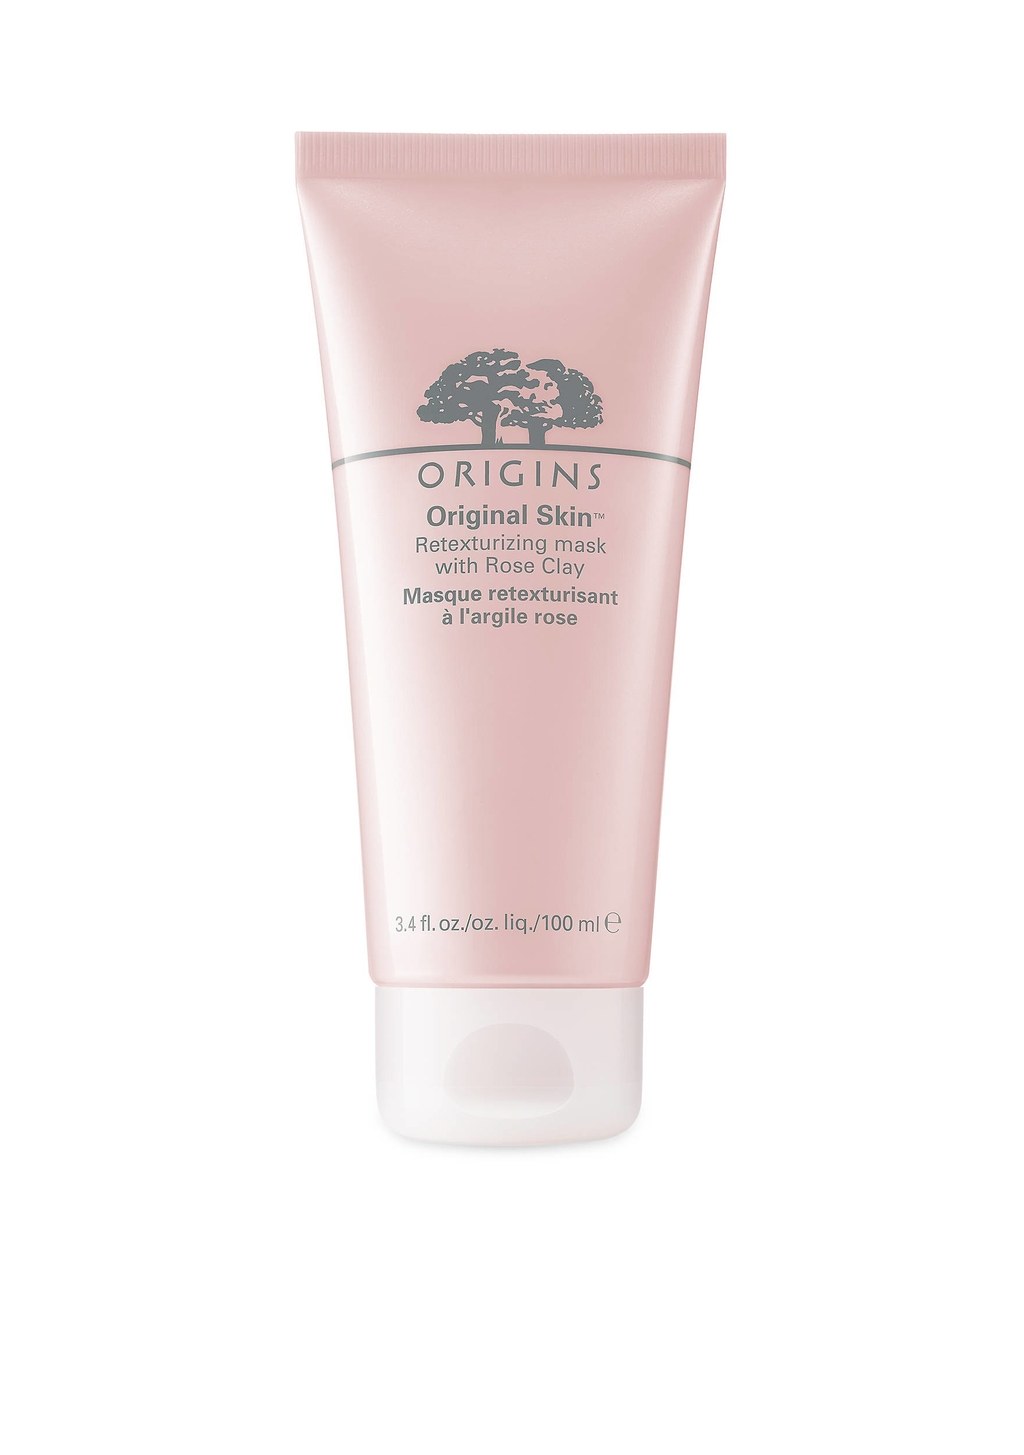 ORIGINS
Original Skin™
Retexturizing mask
with Rose Clay
Masque retexturisant
à l'argile rose
3.4 fl. oz./oz. liq./100 ml ℮